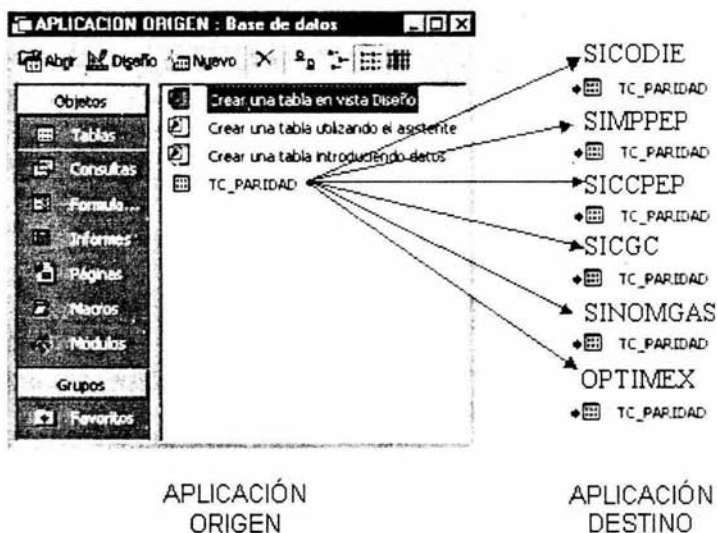 APLICACIÓN ORIGEN : Base de datos
Abrir Diseño Nuevo
Objetos
Tablas
Consultas
Formula...
Informes
Páginas
Macros
Módulos
Grupos
Favoritos
Crear una tabla en vista Diseño
Crear una tabla utilizando el asistente
Crear una tabla introduciendo datos
TC_PARIDAD
SICODIE
TC_PARIDAD
SIMPPEP
TC_PARIDAD
SICCPEP
TC_PARIDAD
SICGC
TC_PARIDAD
SINOMGAS
TC_PARIDAD
OPTIMEX
TC_PARIDAD
APLICACIÓN
ORIGEN
APLICACIÓN
DESTINO